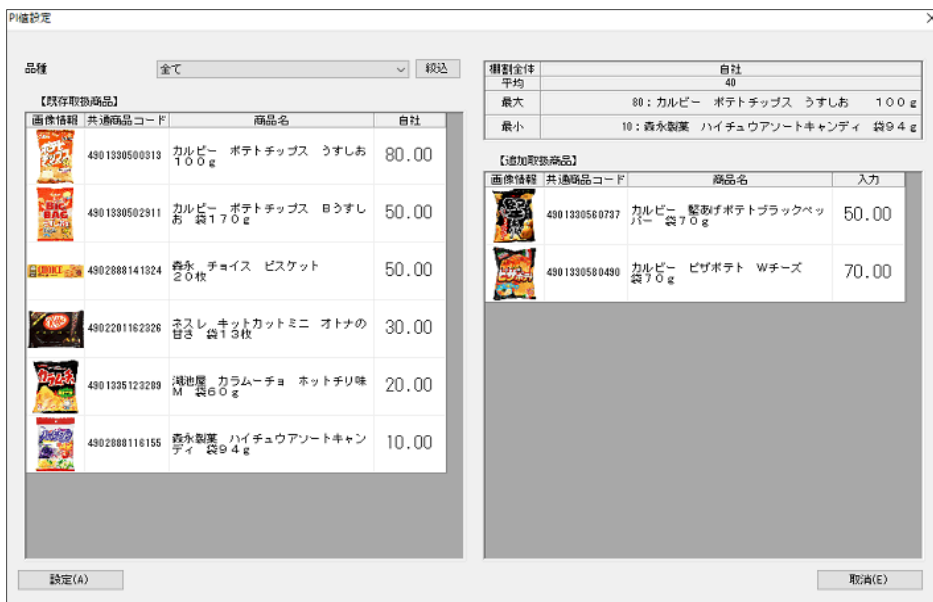 PI値設定
品種 全て 絞込
【既存取扱商品】
画像情報 共通商品コード 商品名 自社
4901330500313 カルビー ポテトチップス うすしお
100g 80.00
4901330502911 カルビー ポテトチップス Bうすし
お 袋170g 50.00
4902888141324 森永 チョイス ビスケット
20枚 50.00
4902201162326 ネスレ キットカットミニ オトナの
甘さ 袋13枚 30.00
4901335123289 湖池屋 カラムーチョ ホットチリ味
M 袋60g 20.00
4902888116155 森永製菓 ハイチュウアソートキャン
ディ 袋94g 10.00
棚割全体 自社
平均 40
最大 80:カルビー ポテトチップス うすしお 100g
最小 10:森永製菓 ハイチュウアソートキャンディ 袋94g
【追加取扱商品】
画像情報 共通商品コード 商品名 入力
4901330560737 カルビー 堅あげポテトブラックペッ
パー 袋70g 50.00
4901330580490 カルビー ピザポテト Wチーズ
袋70g 70.00
設定(A)
取消(E)